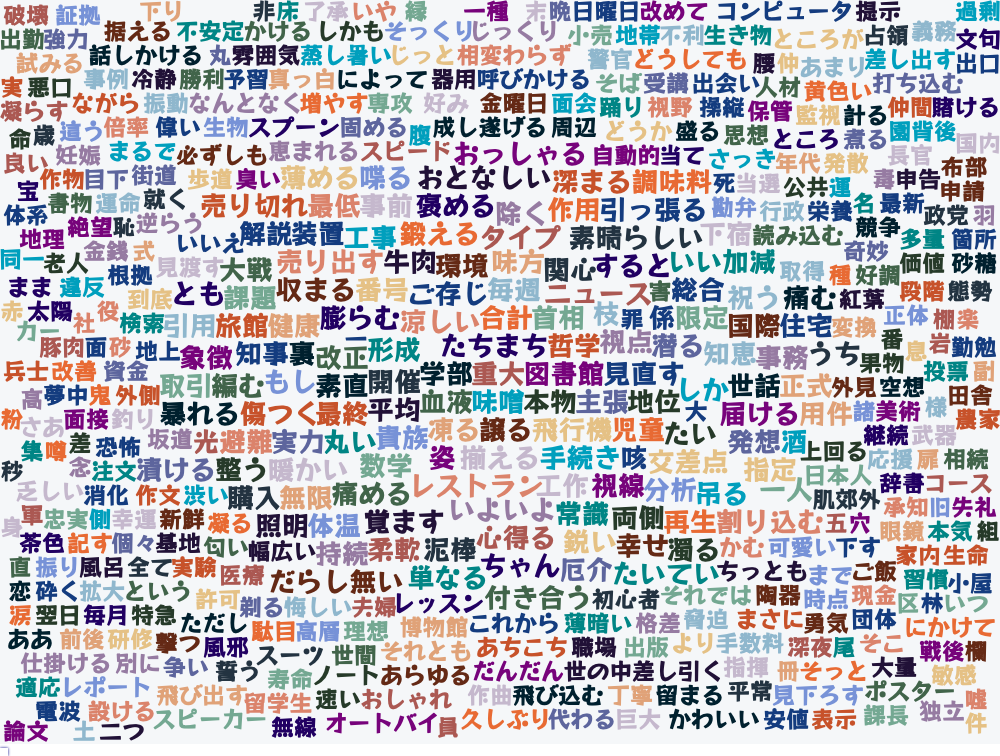 破壊 証拠 下り 非床 了承 いや 緑 一種 末 晩 日曜日 改めて コンピュータ 提示 過剰
出勤 強力 据える 不安定 かける しかも そっくり じっくり 小売 地帯 不利 生き物 ところが 占領 義務 文句
試みる 話しかける 丸 雰囲気 蒸し暑い じっと 相変わらず 警官 どうしても 腰 仲 あまり 差し出す 出口
実 悪口 事例 冷静 勝利 予習 真っ白 によって 器用 呼びかける そば 受講 出会い 人材 黄色い 打ち込む
凝らす ながら 振動 なんとなく 増やす 専攻 好み 金曜日 面会 踊り 視野 操縦 保管 監視 計る 仲間 賭ける
命 歳 違う 倍率 偉い 生物 スプーン 固める 腹 成し遂げる 周辺 どうか 盛る 思想 ところ 煮る 園 背後 国内
良い 妊娠 まるで 必ずしも 恵まれる スピード おっしゃる 自動的 当て さっき 年代 発散 長官 布部
宝 作物 目下 街道 歩道 臭い 薄める 喋る おとなしい 深まる 調味料 死 当選 公共 運 毒 申告 申請
体系 書物 運命 就く 売り切れ 最低 事前 褒める 除く 作用 引っ張る 勘弁 行政 栄養 名 最新 政党 羽
地理 絶望 恥 逆らう いいえ 解説 装置 工事 鍛える タイプ 素晴らしい 下宿 読み込む 競争 多量 箇所
同一 老人 金銭 式 見渡す 大戦 売り出す 牛肉 環境 味方 関心 すると いい加減 取得 種 好調 奇妙 価値 砂糖
まま 違反 根拠 到底 とも 課題 収まる 番号 ご存じ 毎週 ニュース 害 総合 祝う 痛む 紅葉 段階 態勢
赤 太陽 カー 社 役 検索 引用 旅館 健康 膨らむ 涼しい 合計 首相 枝 罪 係 限定 国際 住宅 変換 正体 棚 楽
豚肉 面 砂 地上 象徴 知事 裏 改正 形成 たちまち 哲学 視点 潜る 知恵 事務 うち 番 果物 息 岩 勤勉
兵士 改善 資金 取引 編む もし 素直 開催 学部 重大 図書館 見直す しか 世話 正式 外見 空想 投票 副
高 夢中 鬼 外側 暴れる 傷つく 最終 平均 血液 味噌 本物 主張 地位 大 届ける 用件 諸 美術 様 田舎 農家
粉 さあ 面接 釣り 坂道 光 避難 実力 丸い 貴族 凍る 譲る 飛行機 児童 たい 発想 酒 上回る 継続 武器
集 噂 差 恐怖 念 注文 漬ける 整う 暖かい 数学 姿 揃える 手続き 咳 交差点 指定 日本人 応援 扉 相続
秒 乏しい 消化 作文 渋い 購入 無限 痛める レストラン 工作 視線 分析 吊る 一人 肌 郊外 辞書 コース
身 軍 忠実 側 幸運 新鮮 凝る 照明 体温 覚ます いよいよ 常識 両側 再生 割り込む 五 穴 承知 旧 失礼 眼鏡 本気 組
茶色 記す 個々 基地 匂い 幅広い 持続 柔軟 泥棒 心得る 鋭い 幸せ 濁る かむ 可愛い 下す 家内 生命
直 振り 風呂 全て 実験 医療 だらし無い 単なる ちゃん 厄介 たいてい ちっとも まで ご飯 習慣 小屋
恋 砕く 拡大 という 許可 剃る 悔しい 夫婦 レッスン 付き合う 初心者 それでは 陶器 時点 現金 区 林 いつ
涙 翌日 毎月 特急 ただし 駄目 高層 理想 博物館 これから 薄暗い 格差 脅迫 まさに 勇気 団体 にかけて
ああ 前後 研修 撃つ 風邪 スーツ 世間 それとも あちこち 職場 出版 より 手数料 深夜 尾 そこ 戦後 欄
仕掛ける 別に 争い 誓う 寿命 ノート あらゆる だんだん 世の中 差し引く 指揮 冊 そっと 大量 敏感
適応 レポート 飛び出す 留学生 速い おしゃれ 作曲 飛び込む 丁寧 留まる 平常 見下ろす ポスター 独立 嘘
電波 設ける スピーカー 無線 オートバイ 員 久しぶり 代わる 巨大 かわいい 安値 表示 課長 件
論文 土 二つ